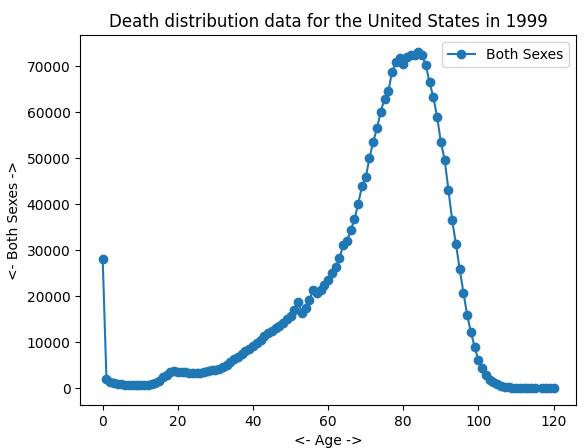 Death distribution data for the United States in 1999
Both Sexes
<- Both Sexes ->
70000
60000
50000
40000
30000
20000
10000
0
0 20 40 60 80 100 120
<- Age ->